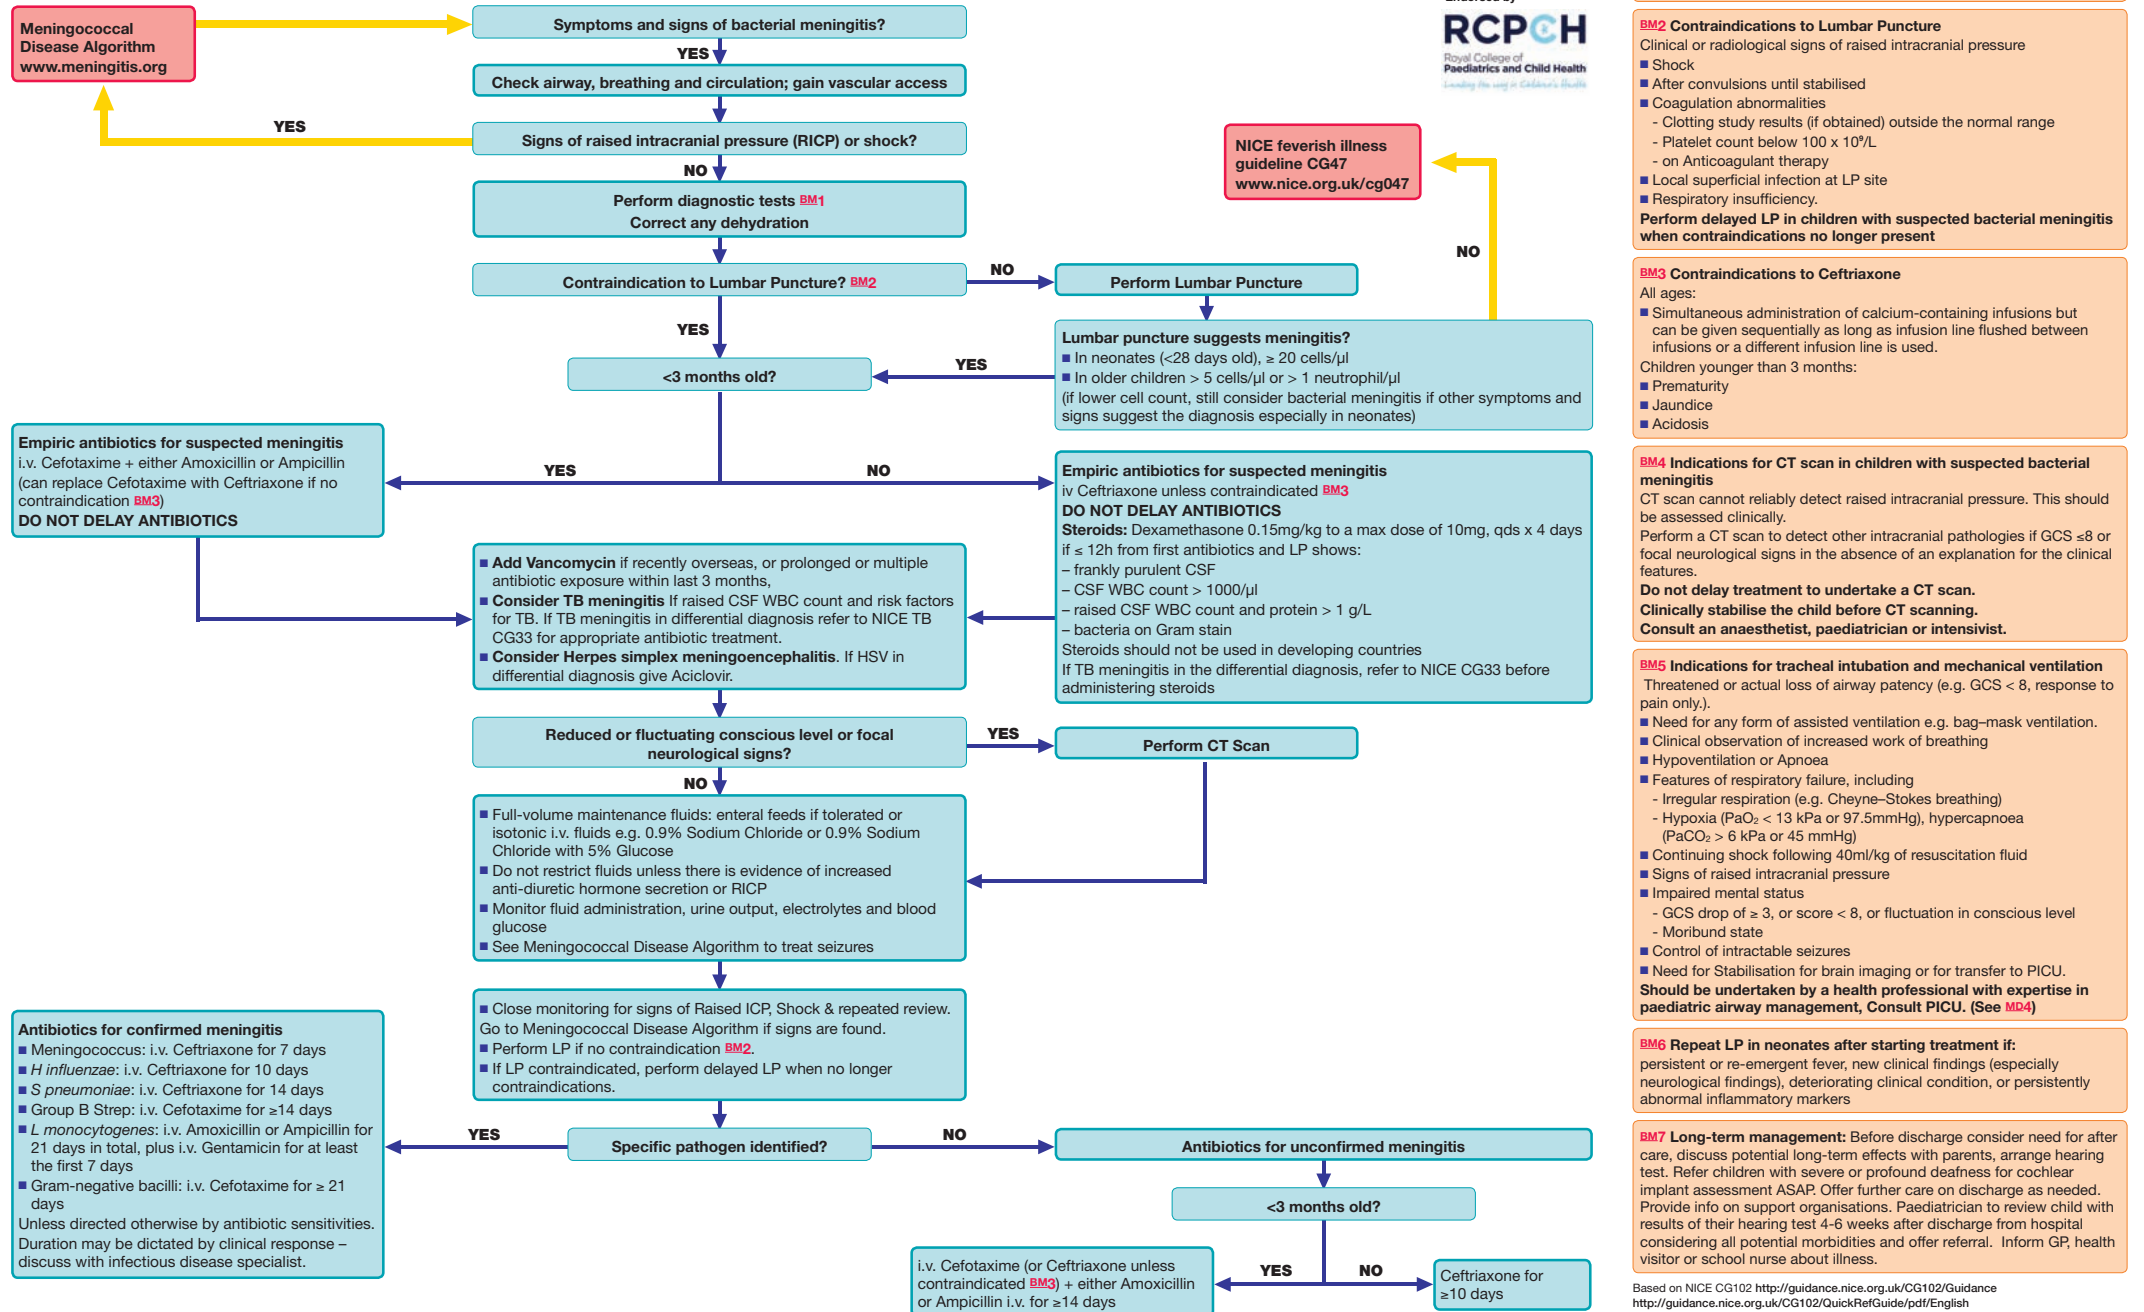 Meningococcal
Disease Algorithm
www.meningitis.org
Symptoms and signs of bacterial meningitis?
YES
Check airway, breathing and circulation; gain vascular access
YES
Signs of raised intracranial pressure (RICP) or shock?
NO
Perform diagnostic tests BM1
Correct any dehydration
Contraindication to Lumbar Puncture? BM2
NO
Perform Lumbar Puncture
YES
Lumbar puncture suggests meningitis?
■ In neonates (<28 days old), ≥ 20 cells/µl
■ In older children > 5 cells/µl or > 1 neutrophil/µl
(if lower cell count, still consider bacterial meningitis if other symptoms and
signs suggest the diagnosis especially in neonates)
NO
NICE feverish illness
guideline CG47
www.nice.org.uk/cg047
Endorsed by
RCPCH
Royal College of
Paediatrics and Child Health
Leading the way in Children's Health
YES
<3 months old?
YES
NO
Empiric antibiotics for suspected meningitis
i.v. Cefotaxime + either Amoxicillin or Ampicillin
(can replace Cefotaxime with Ceftriaxone if no
contraindication BM3)
DO NOT DELAY ANTIBIOTICS
Empiric antibiotics for suspected meningitis
iv Ceftriaxone unless contraindicated BM3
DO NOT DELAY ANTIBIOTICS
Steroids: Dexamethasone 0.15mg/kg to a max dose of 10mg, qds x 4 days
if ≤ 12h from first antibiotics and LP shows:
– frankly purulent CSF
– CSF WBC count > 1000/µl
– raised CSF WBC count and protein > 1 g/L
– bacteria on Gram stain
Steroids should not be used in developing countries
If TB meningitis in the differential diagnosis, refer to NICE CG33 before
administering steroids
■ Add Vancomycin if recently overseas, or prolonged or multiple
antibiotic exposure within last 3 months,
■ Consider TB meningitis If raised CSF WBC count and risk factors
for TB. If TB meningitis in differential diagnosis refer to NICE TB
CG33 for appropriate antibiotic treatment.
■ Consider Herpes simplex meningoencephalitis. If HSV in
differential diagnosis give Aciclovir.
Reduced or fluctuating conscious level or focal
neurological signs?
YES
Perform CT Scan
NO
■ Full-volume maintenance fluids: enteral feeds if tolerated or
isotonic i.v. fluids e.g. 0.9% Sodium Chloride or 0.9% Sodium
Chloride with 5% Glucose
■ Do not restrict fluids unless there is evidence of increased
anti-diuretic hormone secretion or RICP
■ Monitor fluid administration, urine output, electrolytes and blood
glucose
■ See Meningococcal Disease Algorithm to treat seizures
■ Close monitoring for signs of Raised ICP, Shock & repeated review.
Go to Meningococcal Disease Algorithm if signs are found.
■ Perform LP if no contraindication BM2.
■ If LP contraindicated, perform delayed LP when no longer
contraindications.
Specific pathogen identified?
YES
NO
Antibiotics for confirmed meningitis
■ Meningococcus: i.v. Ceftriaxone for 7 days
■ H influenzae: i.v. Ceftriaxone for 10 days
■ S pneumoniae: i.v. Ceftriaxone for 14 days
■ Group B Strep: i.v. Cefotaxime for ≥14 days
■ L monocytogenes: i.v. Amoxicillin or Ampicillin for
21 days in total, plus i.v. Gentamicin for at least
the first 7 days
■ Gram-negative bacilli: i.v. Cefotaxime for ≥ 21
days
Unless directed otherwise by antibiotic sensitivities.
Duration may be dictated by clinical response –
discuss with infectious disease specialist.
Antibiotics for unconfirmed meningitis
<3 months old?
YES
NO
i.v. Cefotaxime (or Ceftriaxone unless
contraindicated BM3) + either Amoxicillin
or Ampicillin i.v. for ≥14 days
Ceftriaxone for
≥10 days
BM2 Contraindications to Lumbar Puncture
Clinical or radiological signs of raised intracranial pressure
■ Shock
■ After convulsions until stabilised
■ Coagulation abnormalities
- Clotting study results (if obtained) outside the normal range
- Platelet count below 100 x 10⁹/L
- on Anticoagulant therapy
■ Local superficial infection at LP site
■ Respiratory insufficiency.
Perform delayed LP in children with suspected bacterial meningitis
when contraindications no longer present
BM3 Contraindications to Ceftriaxone
All ages:
■ Simultaneous administration of calcium-containing infusions but
can be given sequentially as long as infusion line flushed between
infusions or a different infusion line is used.
Children younger than 3 months:
■ Prematurity
■ Jaundice
■ Acidosis
BM4 Indications for CT scan in children with suspected bacterial
meningitis
CT scan cannot reliably detect raised intracranial pressure. This should
be assessed clinically.
Perform a CT scan to detect other intracranial pathologies if GCS ≤8 or
focal neurological signs in the absence of an explanation for the clinical
features.
Do not delay treatment to undertake a CT scan.
Clinically stabilise the child before CT scanning.
Consult an anaesthetist, paediatrician or intensivist.
BM5 Indications for tracheal intubation and mechanical ventilation
Threatened or actual loss of airway patency (e.g. GCS < 8, response to
pain only.).
■ Need for any form of assisted ventilation e.g. bag–mask ventilation.
■ Clinical observation of increased work of breathing
■ Hypoventilation or Apnoea
■ Features of respiratory failure, including
- Irregular respiration (e.g. Cheyne–Stokes breathing)
- Hypoxia (PaO₂ < 13 kPa or 97.5mmHg), hypercapnoea
(PaCO₂ > 6 kPa or 45 mmHg)
■ Continuing shock following 40ml/kg of resuscitation fluid
■ Signs of raised intracranial pressure
■ Impaired mental status
- GCS drop of ≥ 3, or score < 8, or fluctuation in conscious level
- Moribund state
■ Control of intractable seizures
■ Need for Stabilisation for brain imaging or for transfer to PICU.
Should be undertaken by a health professional with expertise in
paediatric airway management, Consult PICU. (See MD4)
BM6 Repeat LP in neonates after starting treatment if:
persistent or re-emergent fever, new clinical findings (especially
neurological findings), deteriorating clinical condition, or persistently
abnormal inflammatory markers
BM7 Long-term management: Before discharge consider need for after
care, discuss potential long-term effects with parents, arrange hearing
test. Refer children with severe or profound deafness for cochlear
implant assessment ASAP. Offer further care on discharge as needed.
Provide info on support organisations. Paediatrician to review child with
results of their hearing test 4-6 weeks after discharge from hospital
considering all potential morbidities and offer referral. Inform GP, health
visitor or school nurse about illness.
Based on NICE CG102 http://guidance.nice.org.uk/CG102/Guidance
http://guidance.nice.org.uk/CG102/QuickRefGuide/pdf/English